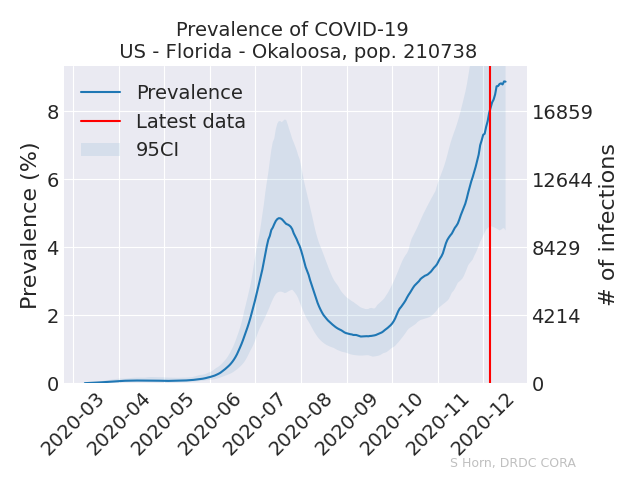 Prevalence of COVID-19
US - Florida - Okaloosa, pop. 210738
Prevalence
Latest data
95CI
Prevalence (%)
8
6
4
2
0
16859
12644
8429
4214
0
# of infections
2020-03
2020-04
2020-05
2020-06
2020-07
2020-08
2020-09
2020-10
2020-11
2020-12
S Horn, DRDC CORA